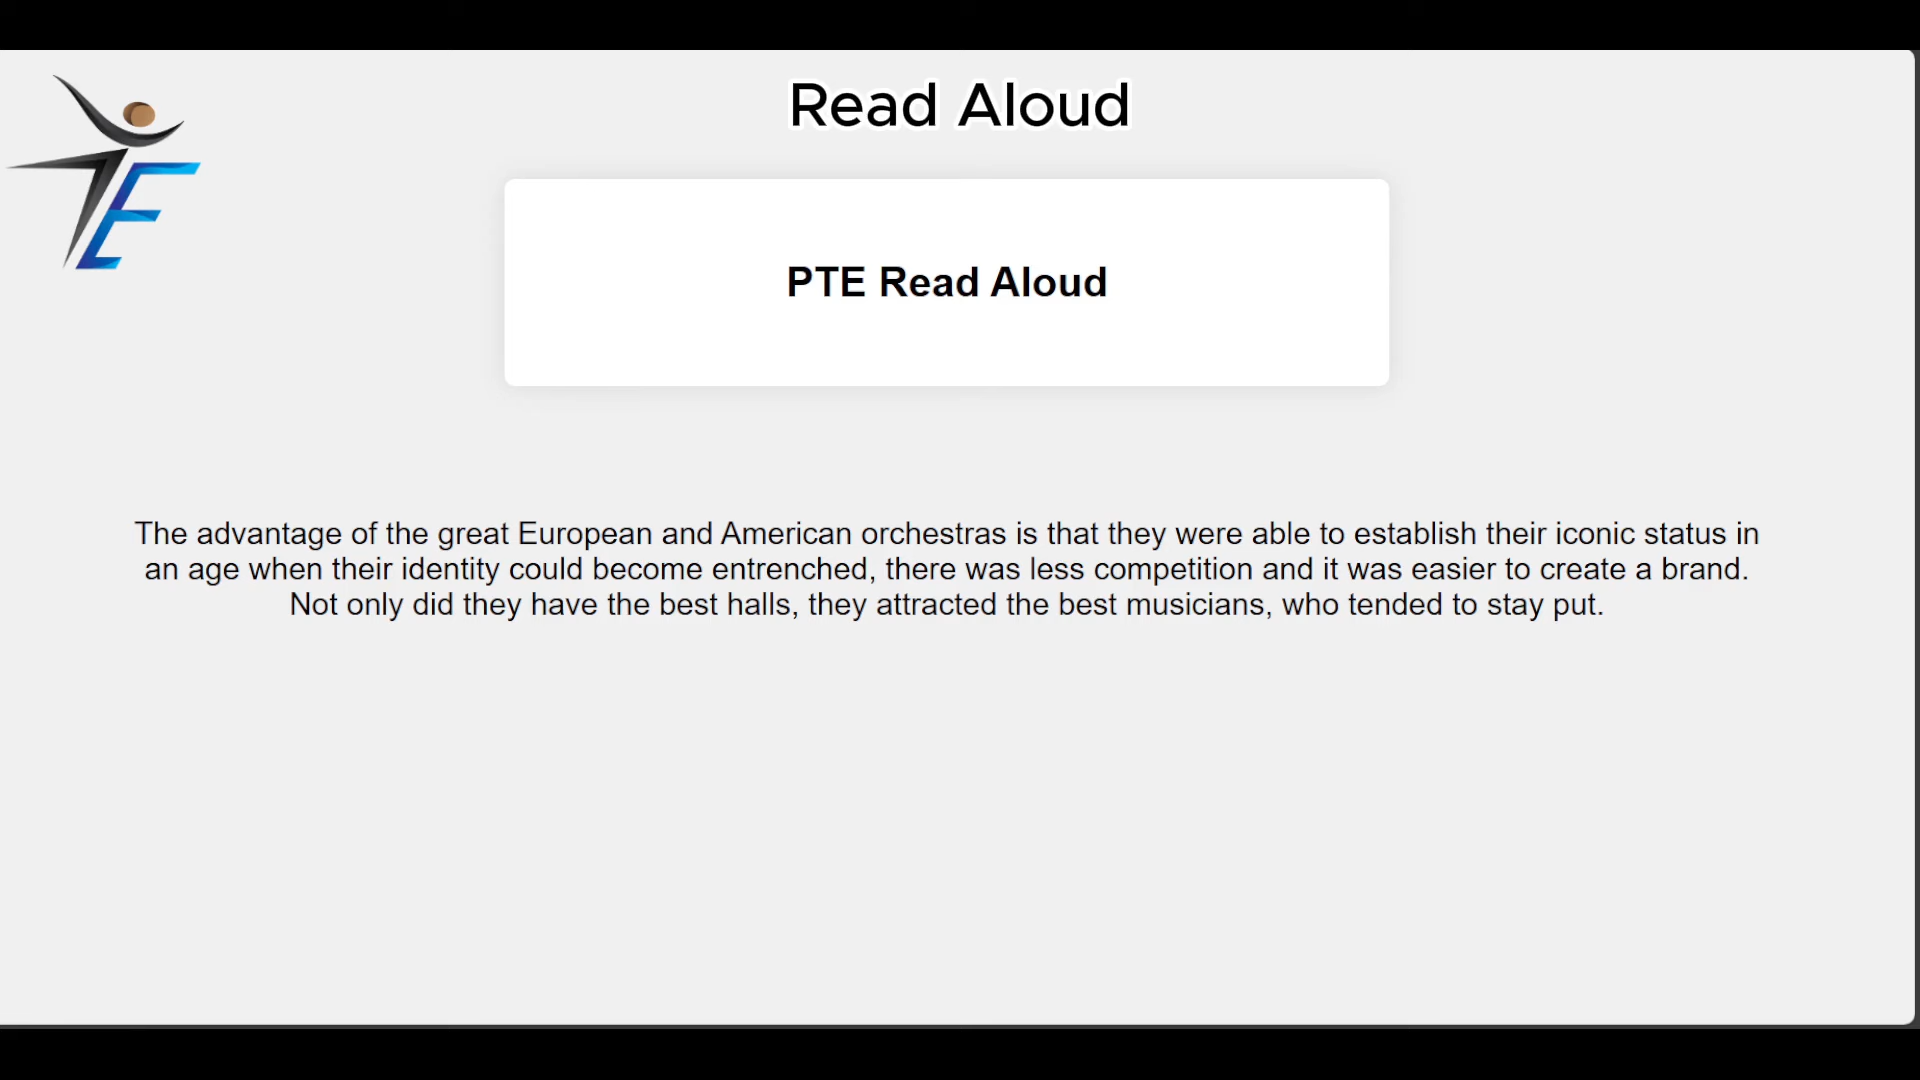 Read Aloud
PTE Read Aloud
The advantage of the great European and American orchestras is that they were able to establish their iconic status in
an age when their identity could become entrenched, there was less competition and it was easier to create a brand.
Not only did they have the best halls, they attracted the best musicians, who tended to stay put.